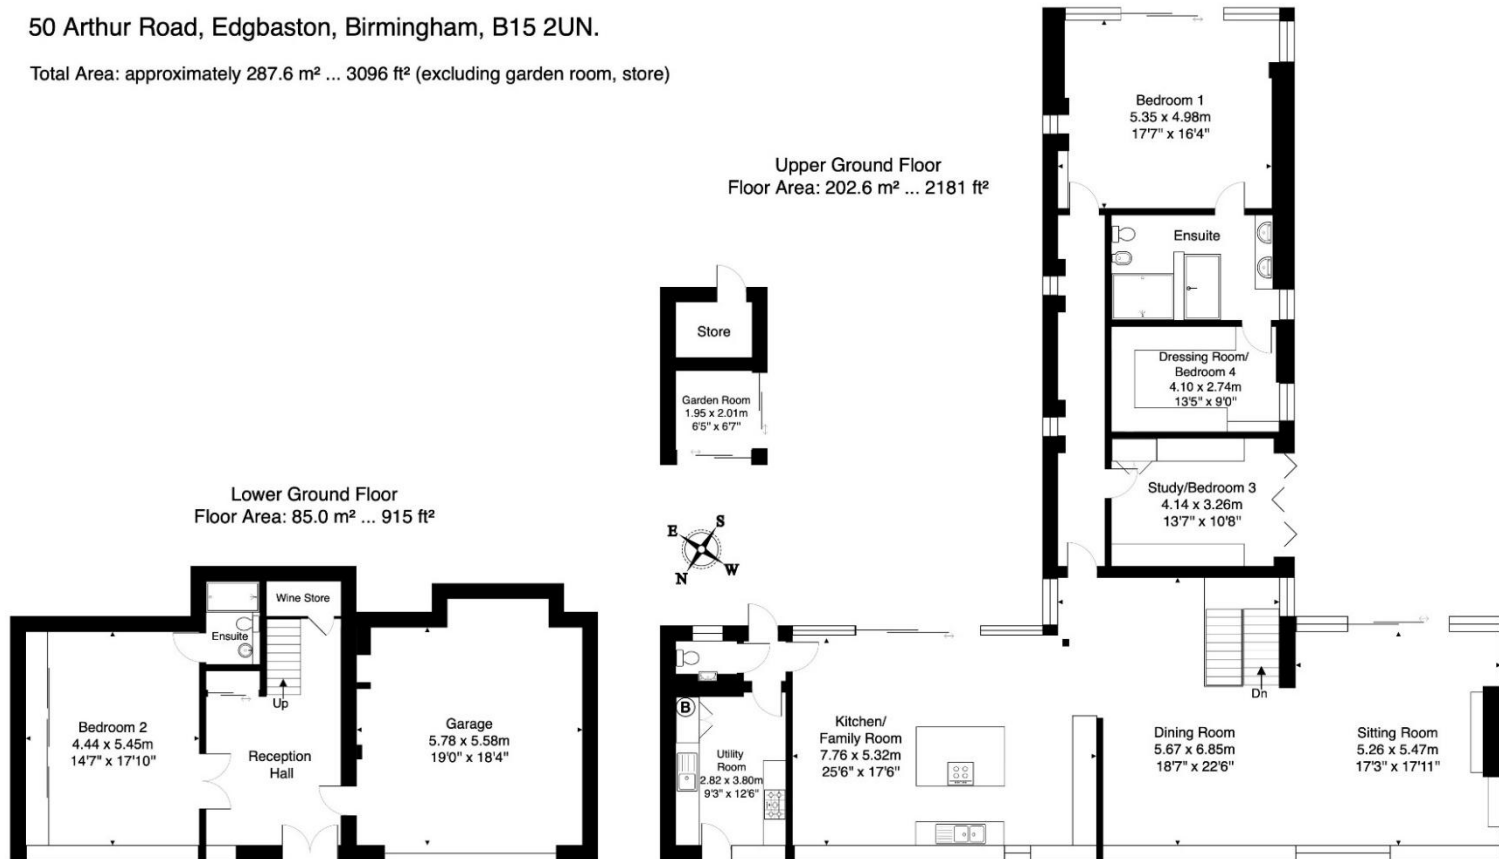 50 Arthur Road, Edgbaston, Birmingham, B15 2UN.
Total Area: approximately 287.6 m² ... 3096 ft² (excluding garden room, store)
Upper Ground Floor
Floor Area: 202.6 m² ... 2181 ft²
Bedroom 1
5.35 x 4.98m
17'7" x 16'4"
Ensuite
Dressing Room/
Bedroom 4
4.10 x 2.74m
13'5" x 9'0"
Study/Bedroom 3
4.14 x 3.26m
13'7" x 10'8"
Store
Garden Room
1.95 x 2.01m
6'5" x 6'7"
E
S
N
W
Lower Ground Floor
Floor Area: 85.0 m² ... 915 ft²
Wine Store
Ensuite
Up
Bedroom 2
4.44 x 5.45m
14'7" x 17'10"
Reception
Hall
Garage
5.78 x 5.58m
19'0" x 18'4"
B
Utility
Room
2.82 x 3.80m
9'3" x 12'6"
Kitchen/
Family Room
7.76 x 5.32m
25'6" x 17'6"
Dn
Dining Room
5.67 x 6.85m
18'7" x 22'6"
Sitting Room
5.26 x 5.47m
17'3" x 17'11"